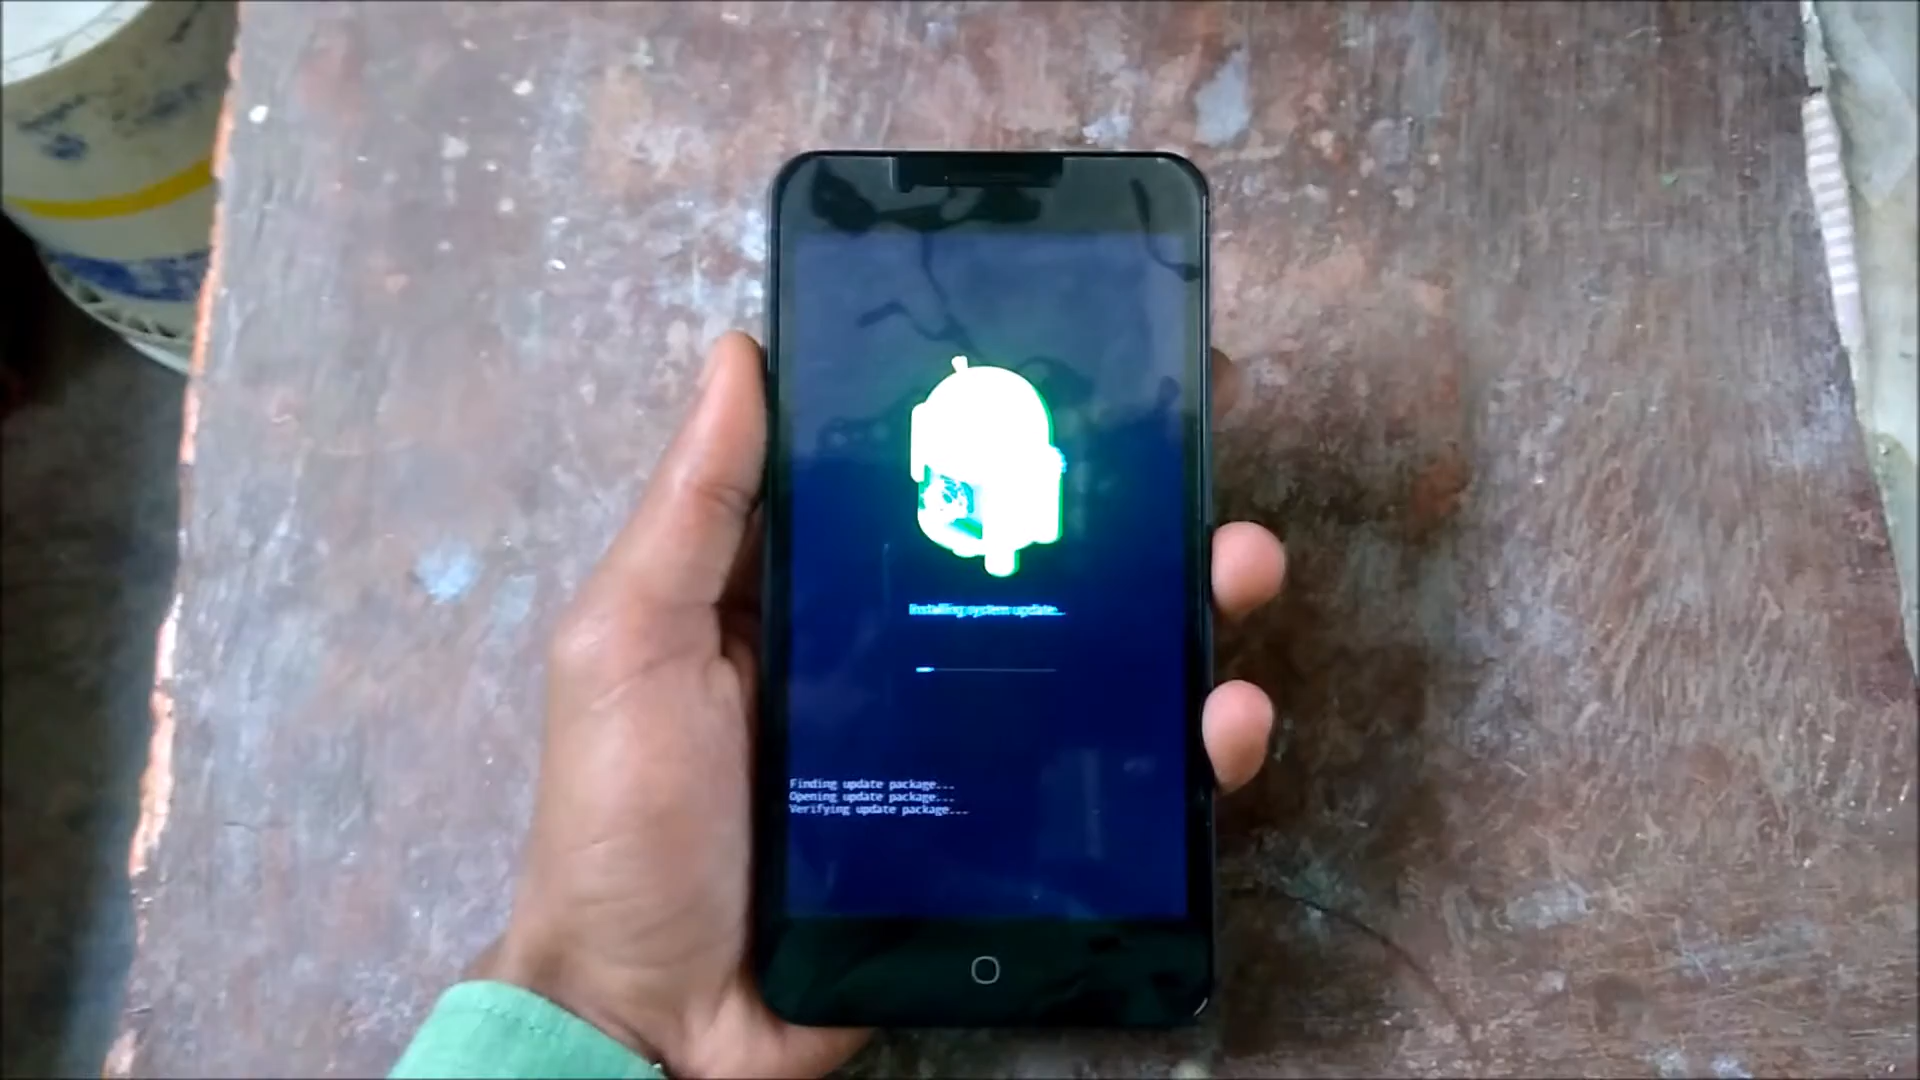 Installing system update...
Finding update package...
Opening update package...
Verifying update package...